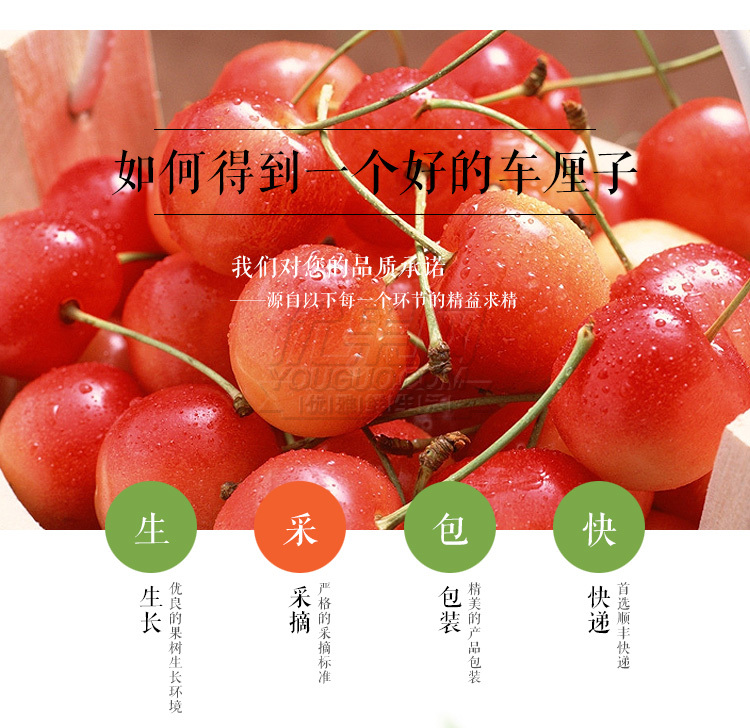 如何得到一个好的车厘子
我们对您的品质承诺
——源自以下每一个环节的精益求精
YOUGUO.COM
生
采
包
快
生长
优良的果树生长环境
采摘
严格的采摘标准
包装
精美的产品包装
快递
首选顺丰快递